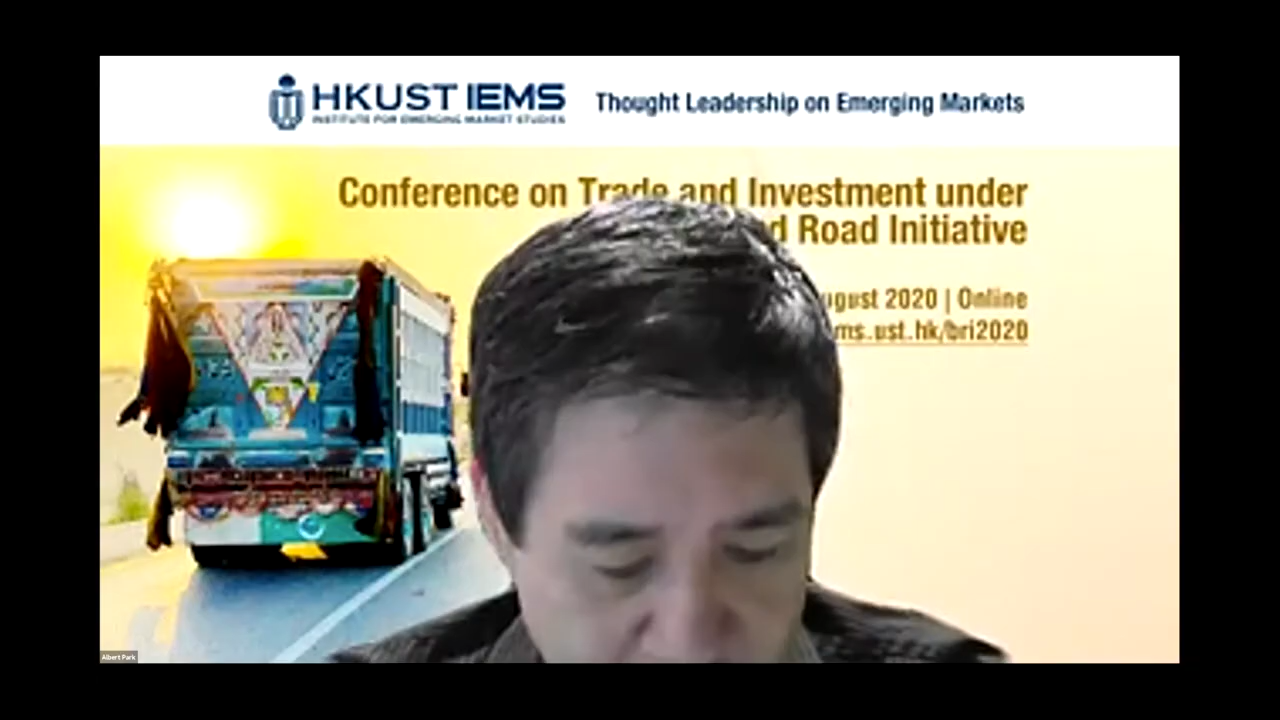 HKUST IEMS
INSTITUTE FOR EMERGING MARKET STUDIES
Thought Leadership on Emerging Markets
Conference on Trade and Investment under
d Road Initiative
ugust 2020 | Online
ms.ust.hk/bri2020
Albert Park